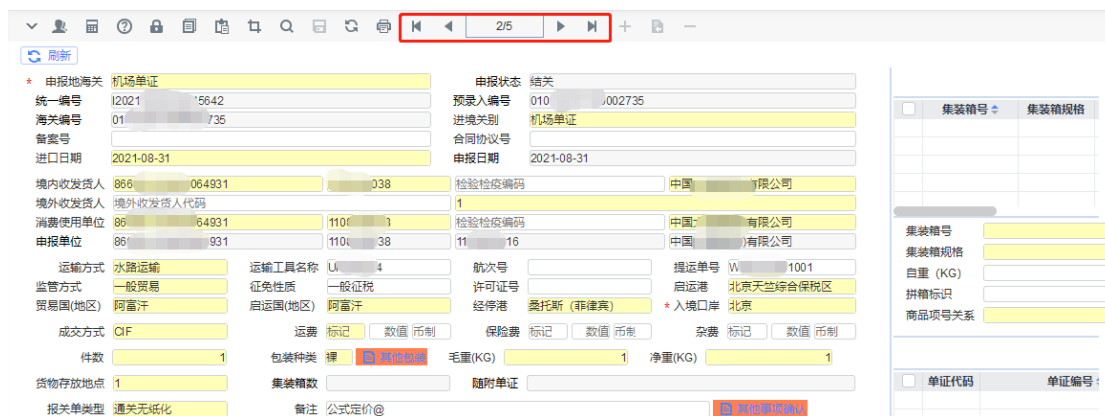 2/5
刷新
* 申报地海关 机场单证 申报状态 结关
统一编号 I2021 5642 预录入编号 010 002735
海关编号 01 735 进境关别 机场单证
备案号 合同协议号
进口日期 2021-08-31 申报日期 2021-08-31
境内收发货人 866 064931 038 检验检疫编码 中国 有限公司
境外收发货人 境外收发货人代码 1
消费使用单位 86 64931 1108 3 检验检疫编码 中国 有限公司
申报单位 86 931 1108 38 11 16 中国 有限公司
运输方式 水路运输 运输工具名称 U 4 航次号 提运单号 W 1001
监管方式 一般贸易 征免性质 一般征税 许可证号 启运港 北京天竺综合保税区
贸易国(地区) 阿富汗 启运国(地区) 阿富汗 经停港 桑托斯（菲律宾） * 入境口岸 北京
成交方式 CIF 运费 标记 数值 币制 保险费 标记 数值 币制 杂费 标记 数值 币制
件数 1 包装种类 裸 其他包装 毛重(KG) 1 净重(KG) 1
货物存放地点 1 集装箱数 随附单证
报关单类型 通关无纸化 备注 公式定价@ 其他事项确认
集装箱号 集装箱规格
集装箱号
集装箱规格
自重（KG）
拼箱标识
商品项号关系
单证代码 单证编号